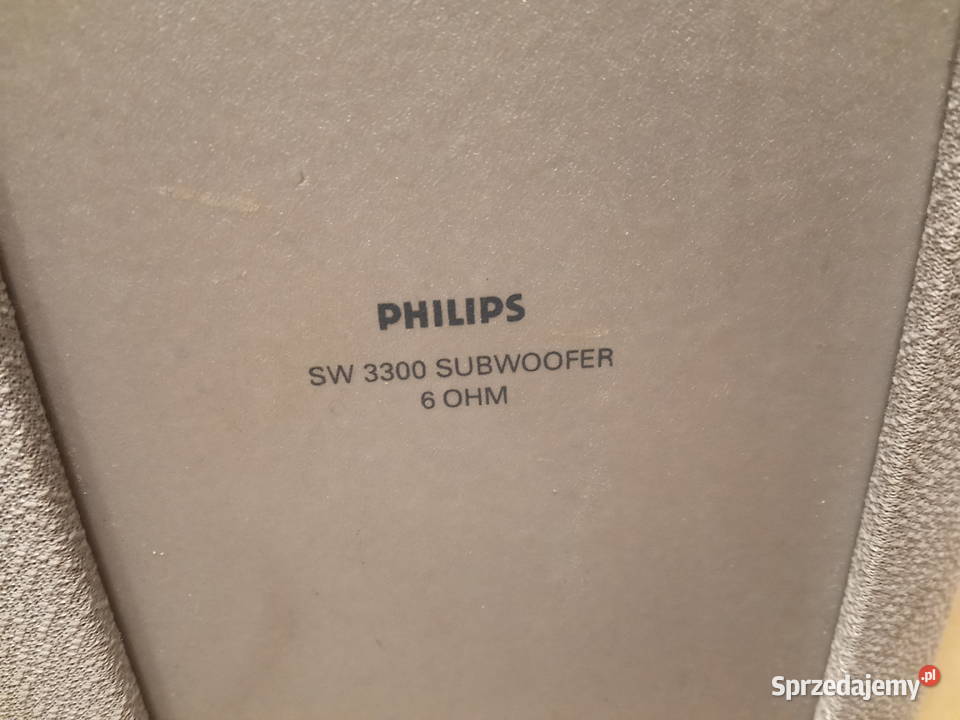 PHILIPS
SW 3300 SUBWOOFER
6 OHM
Sprzedajemy.pl